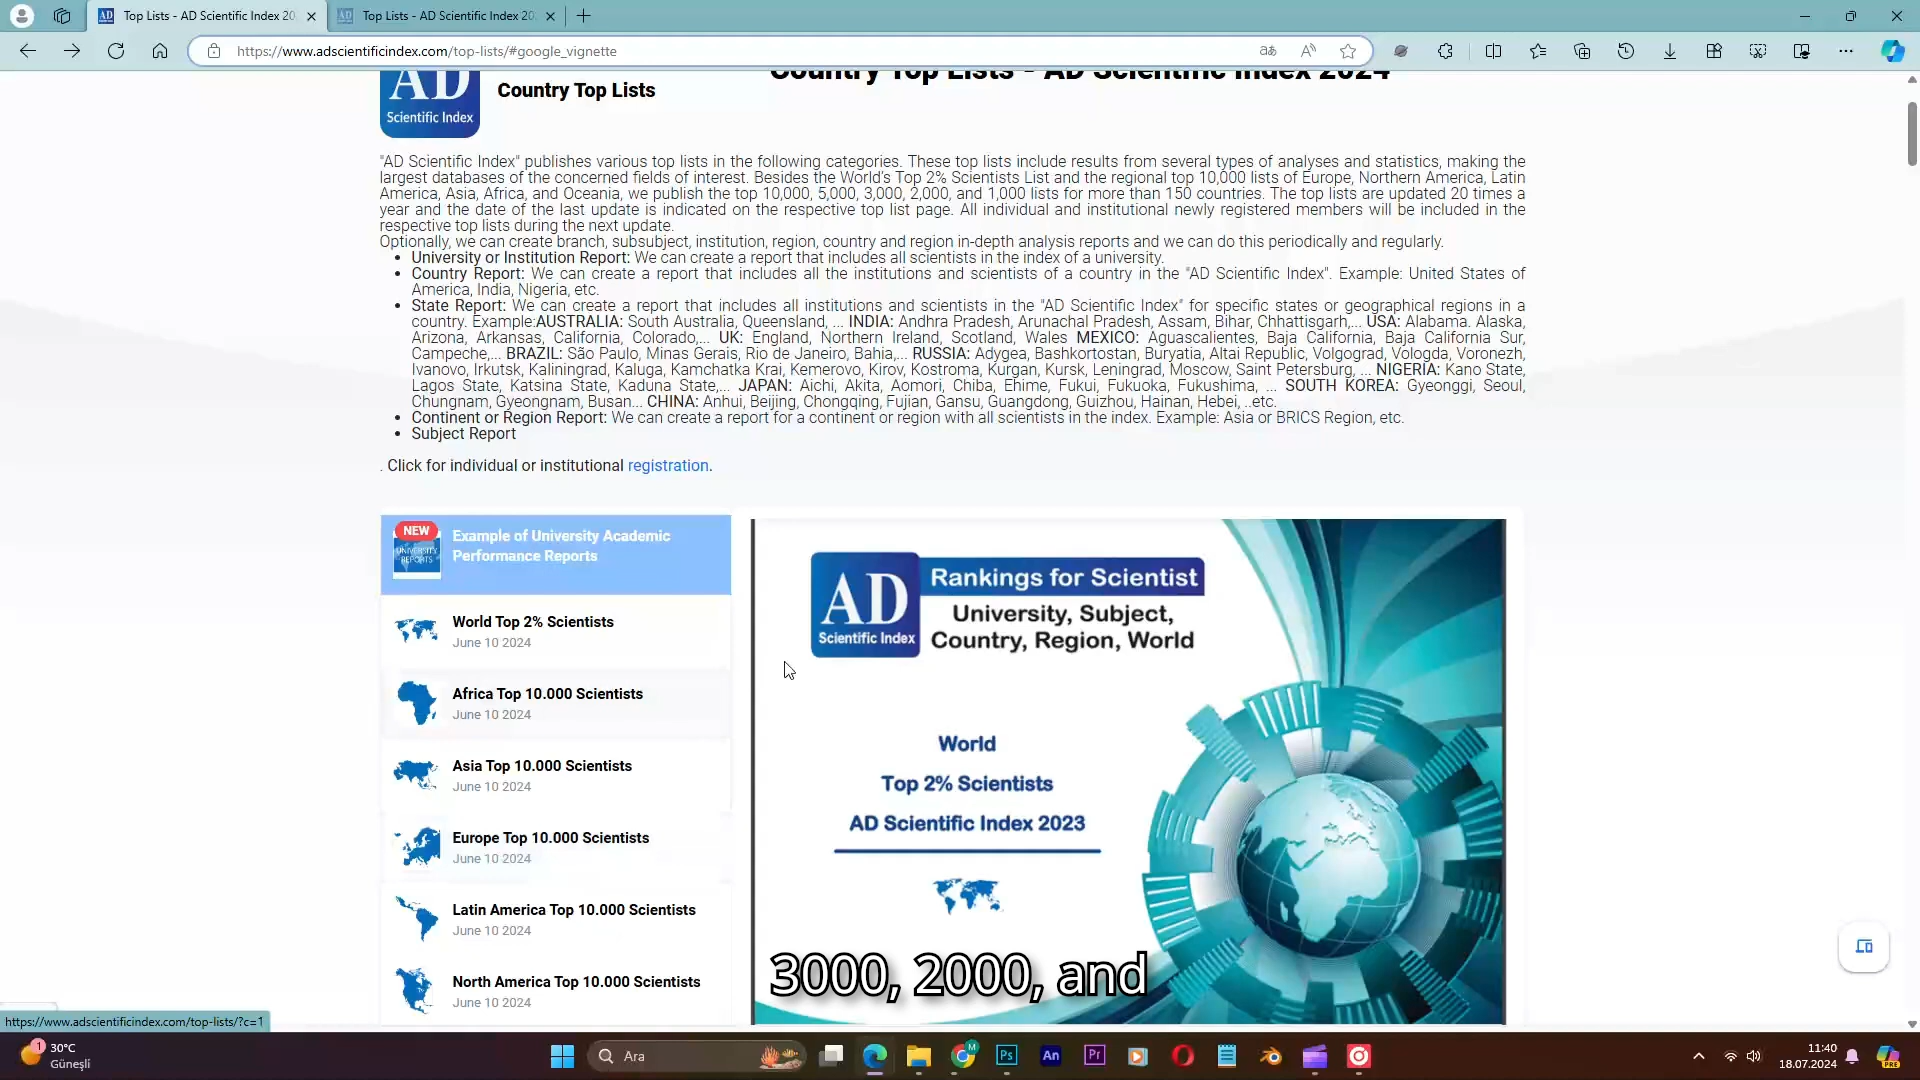 Top Lists - AD Scientific Index 20
Top Lists - AD Scientific Index 20
https://www.adscientificindex.com/top-lists/#google_vignette
AD
Scientific Index
Country Top Lists
Country Top Lists - AD Scientific Index 2024
"AD Scientific Index" publishes various top lists in the following categories. These top lists include results from several types of analyses and statistics, making the
largest databases of the concerned fields of interest. Besides the World's Top 2% Scientists List and the regional top 10,000 lists of Europe, Northern America, Latin
America, Asia, Africa, and Oceania, we publish the top 10,000, 5,000, 3,000, 2,000, and 1,000 lists for more than 150 countries. The top lists are updated 20 times a
year and the date of the last update is indicated on the respective top list page. All individual and institutional newly registered members will be included in the
respective top lists during the next update.
Optionally, we can create branch, subsubject, institution, region, country and region in-depth analysis reports and we can do this periodically and regularly.
• University or Institution Report: We can create a report that includes all scientists in the index of a university.
• Country Report: We can create a report that includes all the institutions and scientists of a country in the "AD Scientific Index". Example: United States of
America, India, Nigeria, etc.
• State Report: We can create a report that includes all institutions and scientists in the "AD Scientific Index" for specific states or geographical regions in a
country. Example:AUSTRALIA: South Australia, Queensland, ... INDIA: Andhra Pradesh, Arunachal Pradesh, Assam, Bihar, Chhattisgarh,... USA: Alabama. Alaska,
Arizona, Arkansas, California, Colorado,... UK: England, Northern Ireland, Scotland, Wales MEXICO: Aguascalientes, Baja California, Baja California Sur,
Campeche,... BRAZIL: São Paulo, Minas Gerais, Rio de Janeiro, Bahia,... RUSSIA: Adygea, Bashkortostan, Buryatia, Altai Republic, Volgograd, Vologda, Voronezh,
Ivanovo, Irkutsk, Kaliningrad, Kaluga, Kamchatka Krai, Kemerovo, Kirov, Kostroma, Kurgan, Kursk, Leningrad, Moscow, Saint Petersburg, ... NIGERIA: Kano State,
Lagos State, Katsina State, Kaduna State,... JAPAN: Aichi, Akita, Aomori, Chiba, Ehime, Fukui, Fukuoka, Fukushima, ... SOUTH KOREA: Gyeonggi, Seoul,
Chungnam, Gyeongnam, Busan... CHINA: Anhui, Beijing, Chongqing, Fujian, Gansu, Guangdong, Guizhou, Hainan, Hebei, ..etc.
• Continent or Region Report: We can create a report for a continent or region with all scientists in the index. Example: Asia or BRICS Region, etc.
• Subject Report
. Click for individual or institutional registration.
NEW
UNIVERSITY
REPORTS
Example of University Academic
Performance Reports
World Top 2% Scientists
June 10 2024
Africa Top 10.000 Scientists
June 10 2024
Asia Top 10.000 Scientists
June 10 2024
Europe Top 10.000 Scientists
June 10 2024
Latin America Top 10.000 Scientists
June 10 2024
North America Top 10.000 Scientists
June 10 2024
AD
Scientific Index
Rankings for Scientist
University, Subject,
Country, Region, World
World
Top 2% Scientists
AD Scientific Index 2023
3000, 2000, and
https://www.adscientificindex.com/top-lists/?c=1
1
30°C
Güneşli
Ara
M
Ps
An
Pr
11:40
18.07.2024
PRE